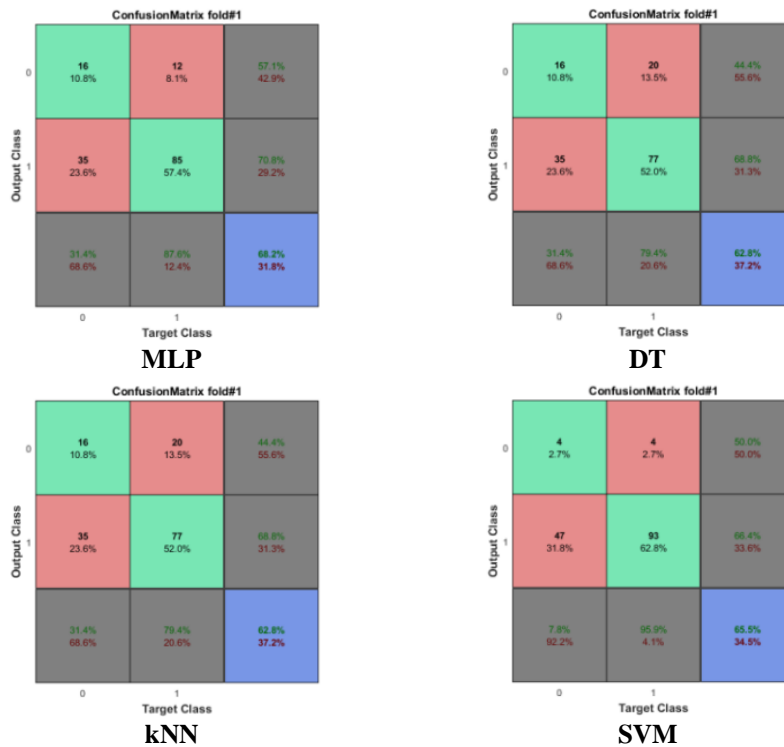 ConfusionMatrix fold#1
0
16 12 57.1%
10.8% 8.1% 42.9%
1
35 85 70.8%
23.6% 57.4% 29.2%
31.4% 87.6% 68.2%
68.6% 12.4% 31.8%
0 1
Output Class
Target Class
MLP
ConfusionMatrix fold#1
0
16 20 44.4%
10.8% 13.5% 55.6%
1
35 77 68.8%
23.6% 52.0% 31.3%
31.4% 79.4% 62.8%
68.6% 20.6% 37.2%
0 1
Output Class
Target Class
DT
ConfusionMatrix fold#1
0
16 20 44.4%
10.8% 13.5% 55.6%
1
35 77 68.8%
23.6% 52.0% 31.3%
31.4% 79.4% 62.8%
68.6% 20.6% 37.2%
0 1
Output Class
Target Class
kNN
ConfusionMatrix fold#1
0
4 4 50.0%
2.7% 2.7% 50.0%
1
47 93 66.4%
31.8% 62.8% 33.6%
7.8% 95.9% 65.5%
92.2% 4.1% 34.5%
0 1
Output Class
Target Class
SVM